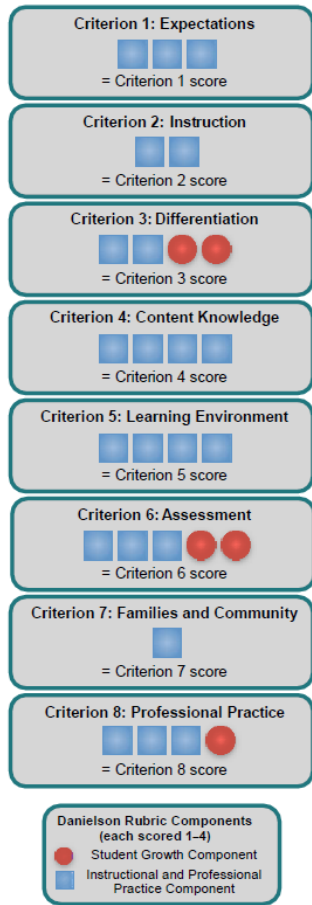 Criterion 1: Expectations
= Criterion 1 score
Criterion 2: Instruction
= Criterion 2 score
Criterion 3: Differentiation
= Criterion 3 score
Criterion 4: Content Knowledge
= Criterion 4 score
Criterion 5: Learning Environment
= Criterion 5 score
Criterion 6: Assessment
= Criterion 6 score
Criterion 7: Families and Community
= Criterion 7 score
Criterion 8: Professional Practice
= Criterion 8 score
Danielson Rubric Components
(each scored 1–4)
Student Growth Component
Instructional and Professional
Practice Component